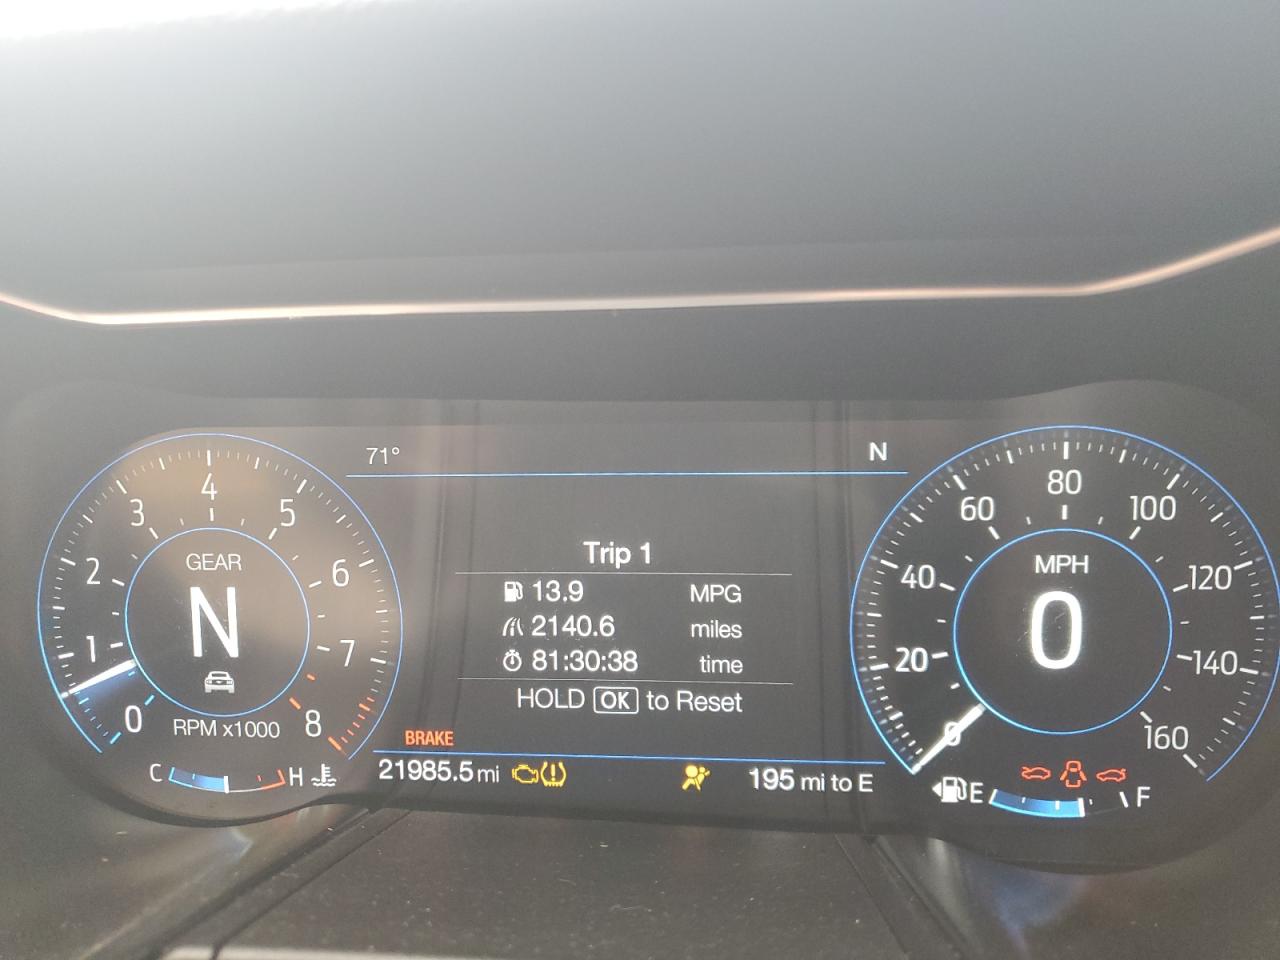 71°
N
GEAR
N
RPM x1000
0
1
2
3
4
5
6
7
8
C
H
Trip 1
13.9 MPG
2140.6 miles
81:30:38 time
HOLD OK to Reset
BRAKE
21985.5 mi
195 mi to E
MPH
0
0
20
40
60
80
100
120
140
160
E
F